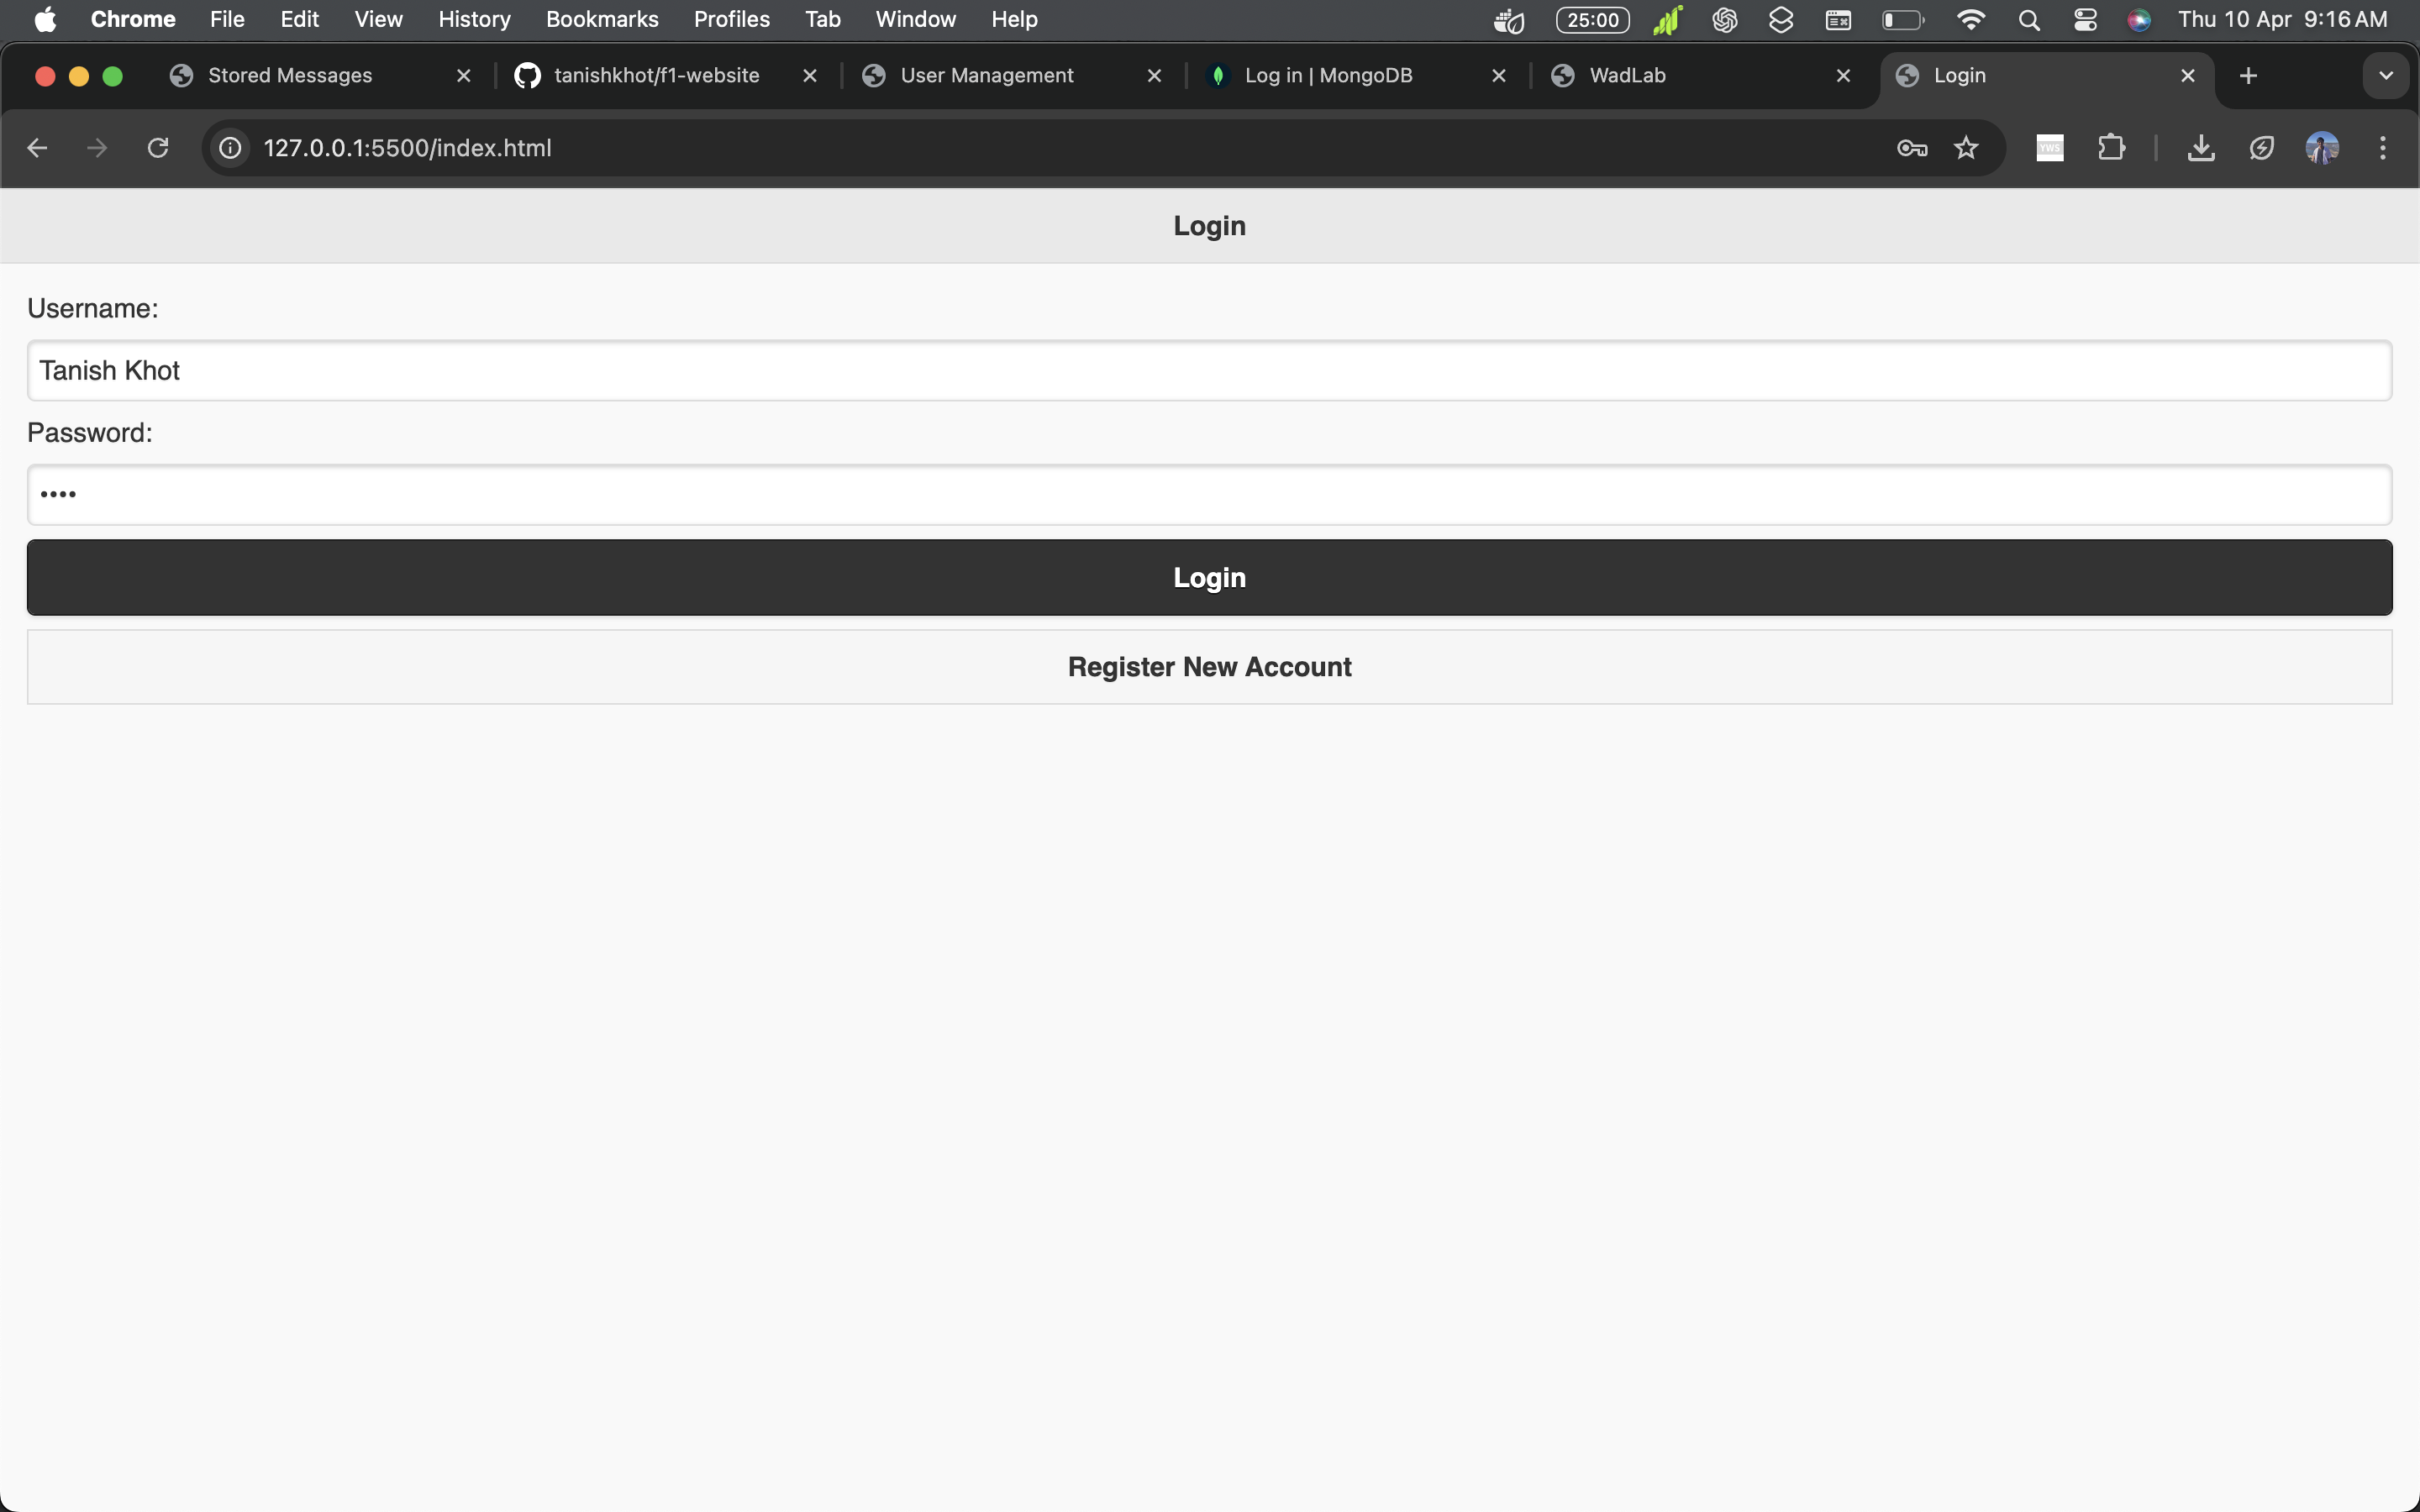 Chrome File Edit View History Bookmarks Profiles Tab Window Help 25:00 Thu 10 Apr 9:16 AM
Stored Messages tanishkhot/f1-website User Management Log in | MongoDB WadLab Login
127.0.0.1:5500/index.html YWS
Login
Username:
Tanish Khot
Password:
••••
Login
Register New Account